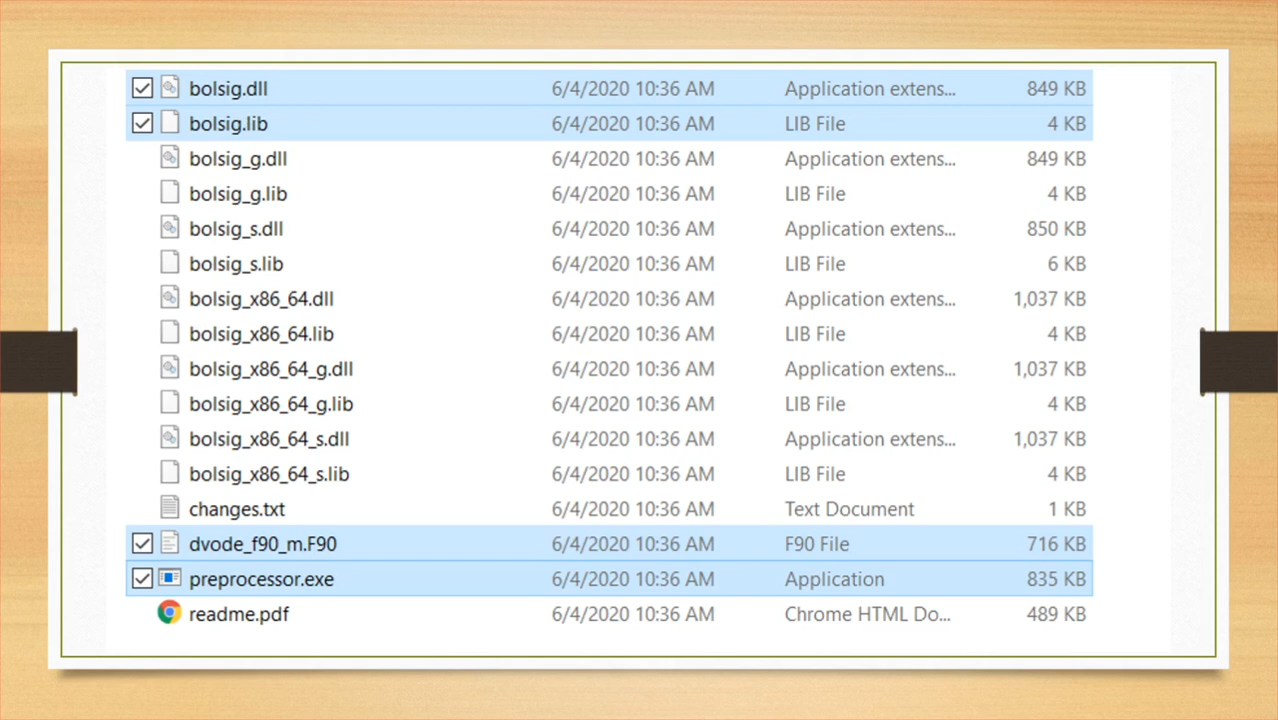 bolsig.dll 6/4/2020 10:36 AM Application extens... 849 KB
bolsig.lib 6/4/2020 10:36 AM LIB File 4 KB
bolsig_g.dll 6/4/2020 10:36 AM Application extens... 849 KB
bolsig_g.lib 6/4/2020 10:36 AM LIB File 4 KB
bolsig_s.dll 6/4/2020 10:36 AM Application extens... 850 KB
bolsig_s.lib 6/4/2020 10:36 AM LIB File 6 KB
bolsig_x86_64.dll 6/4/2020 10:36 AM Application extens... 1,037 KB
bolsig_x86_64.lib 6/4/2020 10:36 AM LIB File 4 KB
bolsig_x86_64_g.dll 6/4/2020 10:36 AM Application extens... 1,037 KB
bolsig_x86_64_g.lib 6/4/2020 10:36 AM LIB File 4 KB
bolsig_x86_64_s.dll 6/4/2020 10:36 AM Application extens... 1,037 KB
bolsig_x86_64_s.lib 6/4/2020 10:36 AM LIB File 4 KB
changes.txt 6/4/2020 10:36 AM Text Document 1 KB
dvode_f90_m.F90 6/4/2020 10:36 AM F90 File 716 KB
preprocessor.exe 6/4/2020 10:36 AM Application 835 KB
readme.pdf 6/4/2020 10:36 AM Chrome HTML Do... 489 KB